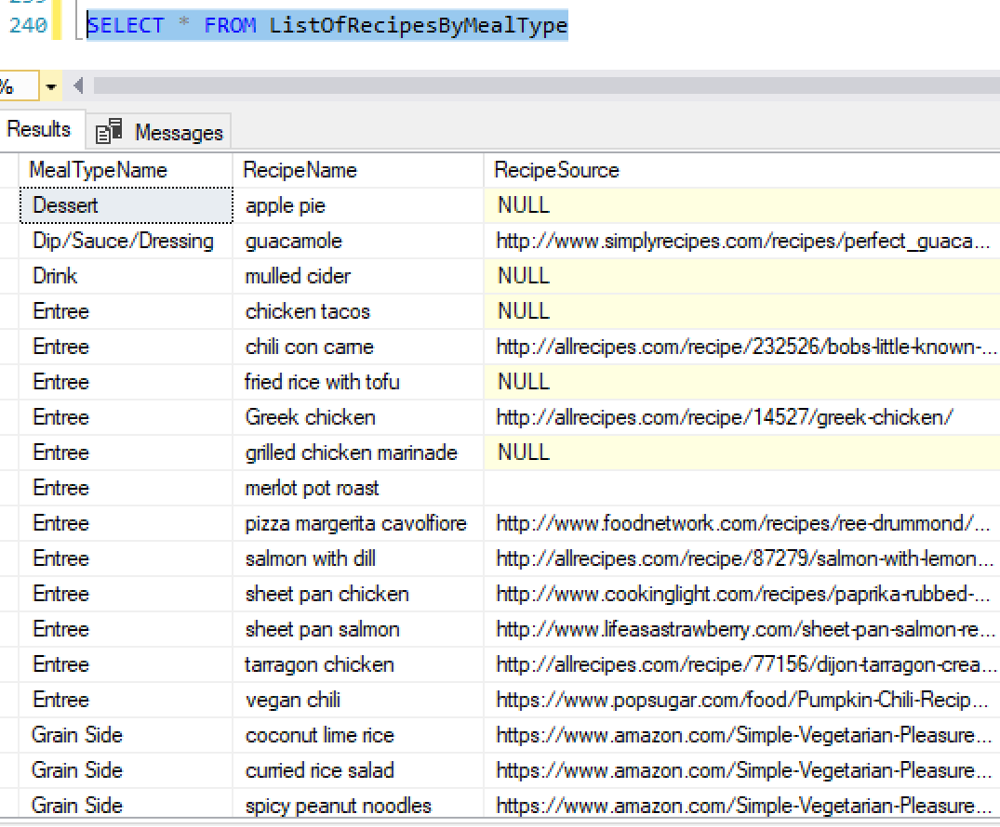 240 SELECT * FROM ListOfRecipesByMealType
%
Results Messages
MealTypeName RecipeName RecipeSource
Dessert apple pie NULL
Dip/Sauce/Dressing guacamole http://www.simplyrecipes.com/recipes/perfect_guaca...
Drink mulled cider NULL
Entree chicken tacos NULL
Entree chili con carne http://allrecipes.com/recipe/232526/bobs-little-known-...
Entree fried rice with tofu NULL
Entree Greek chicken http://allrecipes.com/recipe/14527/greek-chicken/
Entree grilled chicken marinade NULL
Entree merlot pot roast
Entree pizza margerita cavolfiore http://www.foodnetwork.com/recipes/ree-drummond/...
Entree salmon with dill http://allrecipes.com/recipe/87279/salmon-with-lemon...
Entree sheet pan chicken http://www.cookinglight.com/recipes/paprika-rubbed-...
Entree sheet pan salmon http://www.lifeasastrawberry.com/sheet-pan-salmon-re...
Entree tarragon chicken http://allrecipes.com/recipe/77156/dijon-tarragon-crea...
Entree vegan chili https://www.popsugar.com/food/Pumpkin-Chili-Recip...
Grain Side coconut lime rice https://www.amazon.com/Simple-Vegetarian-Pleasure...
Grain Side curried rice salad https://www.amazon.com/Simple-Vegetarian-Pleasure...
Grain Side spicy peanut noodles https://www.amazon.com/Simple-Vegetarian-Pleasure...